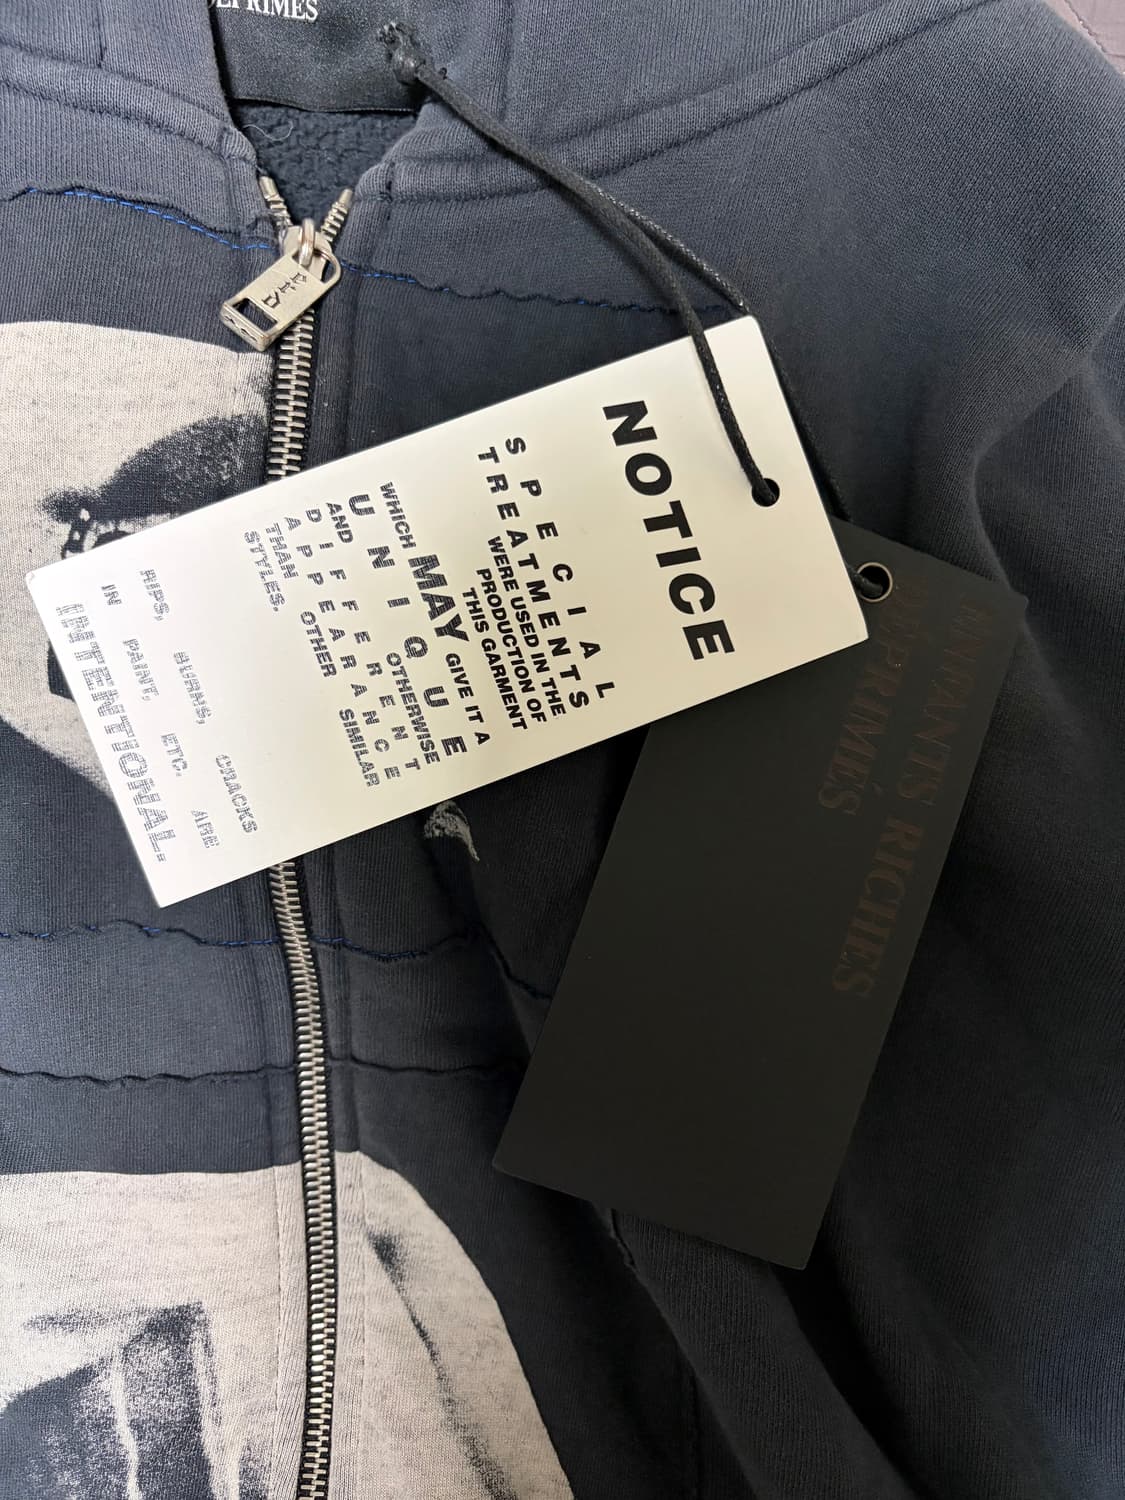 DEPRIMES
NOTICE
SPECIAL
TREATMENTS
WERE USED IN THE
PRODUCTION OF
THIS GARMENT
WHICH MAY GIVE IT A
UNIQUE
AND OTHERWISE
DIFFERENT
APPEARANCE
THAN OTHER SIMILAR
STYLES.
RIPS, BURNS, CRACKS
IN PAINT, ETC. ARE
INTENTIONAL.
ENFANTS RICHES
DÉPRIMÉS